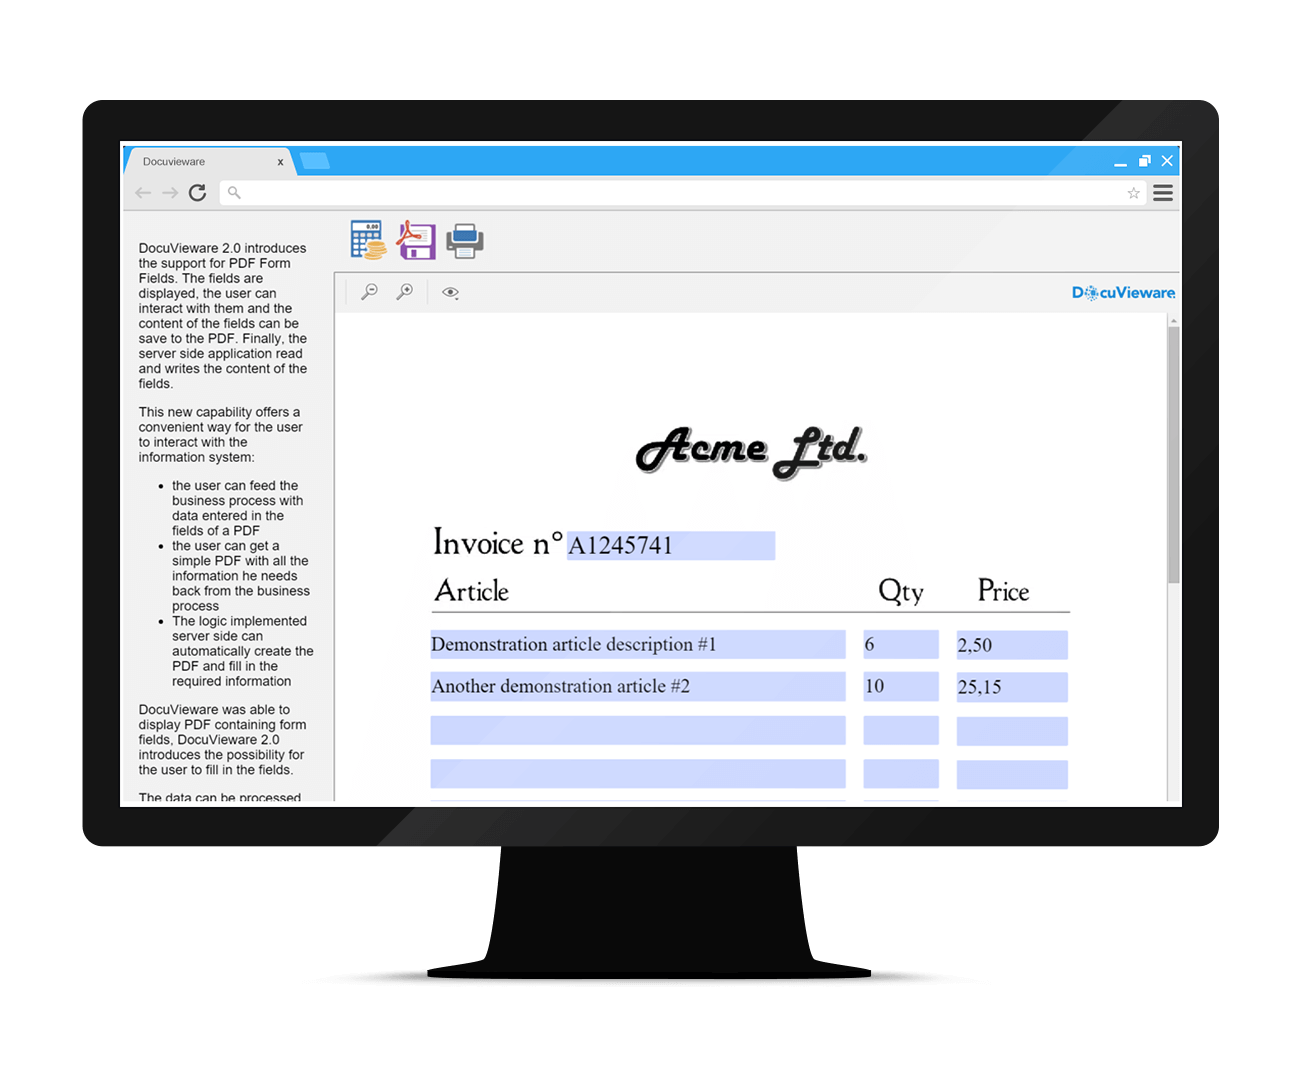 Docuvieware x
DocuVieware 2.0 introduces
the support for PDF Form
Fields. The fields are
displayed, the user can
interact with them and the
content of the fields can be
save to the PDF. Finally, the
server side application read
and writes the content of the
fields.
This new capability offers a
convenient way for the user
to interact with the
information system:
• the user can feed the
business process with
data entered in the
fields of a PDF
• the user can get a
simple PDF with all the
information he needs
back from the business
process
• The logic implemented
server side can
automatically create the
PDF and fill in the
required information
DocuVieware was able to
display PDF containing form
fields, DocuVieware 2.0
introduces the possibility for
the user to fill in the fields.
The data can be processed
0,00
DocuVieware
Acme Ltd.
Invoice n° A1245741
Article Qty Price
Demonstration article description #1 6 2,50
Another demonstration article #2 10 25,15